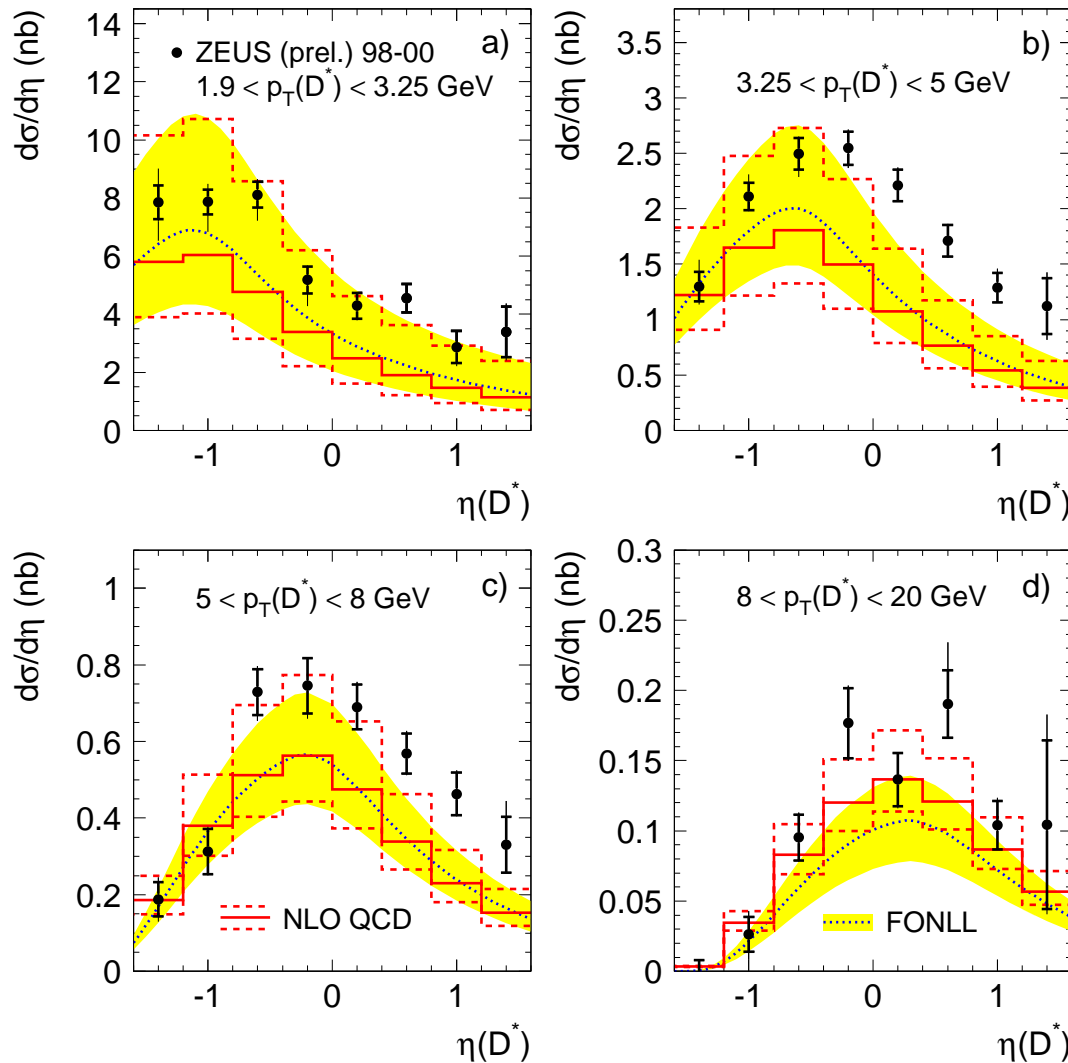 dσ/dη (nb)
14
12
10
8
6
4
2
0
a)
ZEUS (prel.) 98-00
1.9 < p_T(D*) < 3.25 GeV
-1 0 1
η(D*)
dσ/dη (nb)
3.5
3
2.5
2
1.5
1
0.5
0
b)
3.25 < p_T(D*) < 5 GeV
-1 0 1
η(D*)
dσ/dη (nb)
1
0.8
0.6
0.4
0.2
0
c)
5 < p_T(D*) < 8 GeV
NLO QCD
-1 0 1
η(D*)
dσ/dη (nb)
0.3
0.25
0.2
0.15
0.1
0.05
0
d)
8 < p_T(D*) < 20 GeV
FONLL
-1 0 1
η(D*)